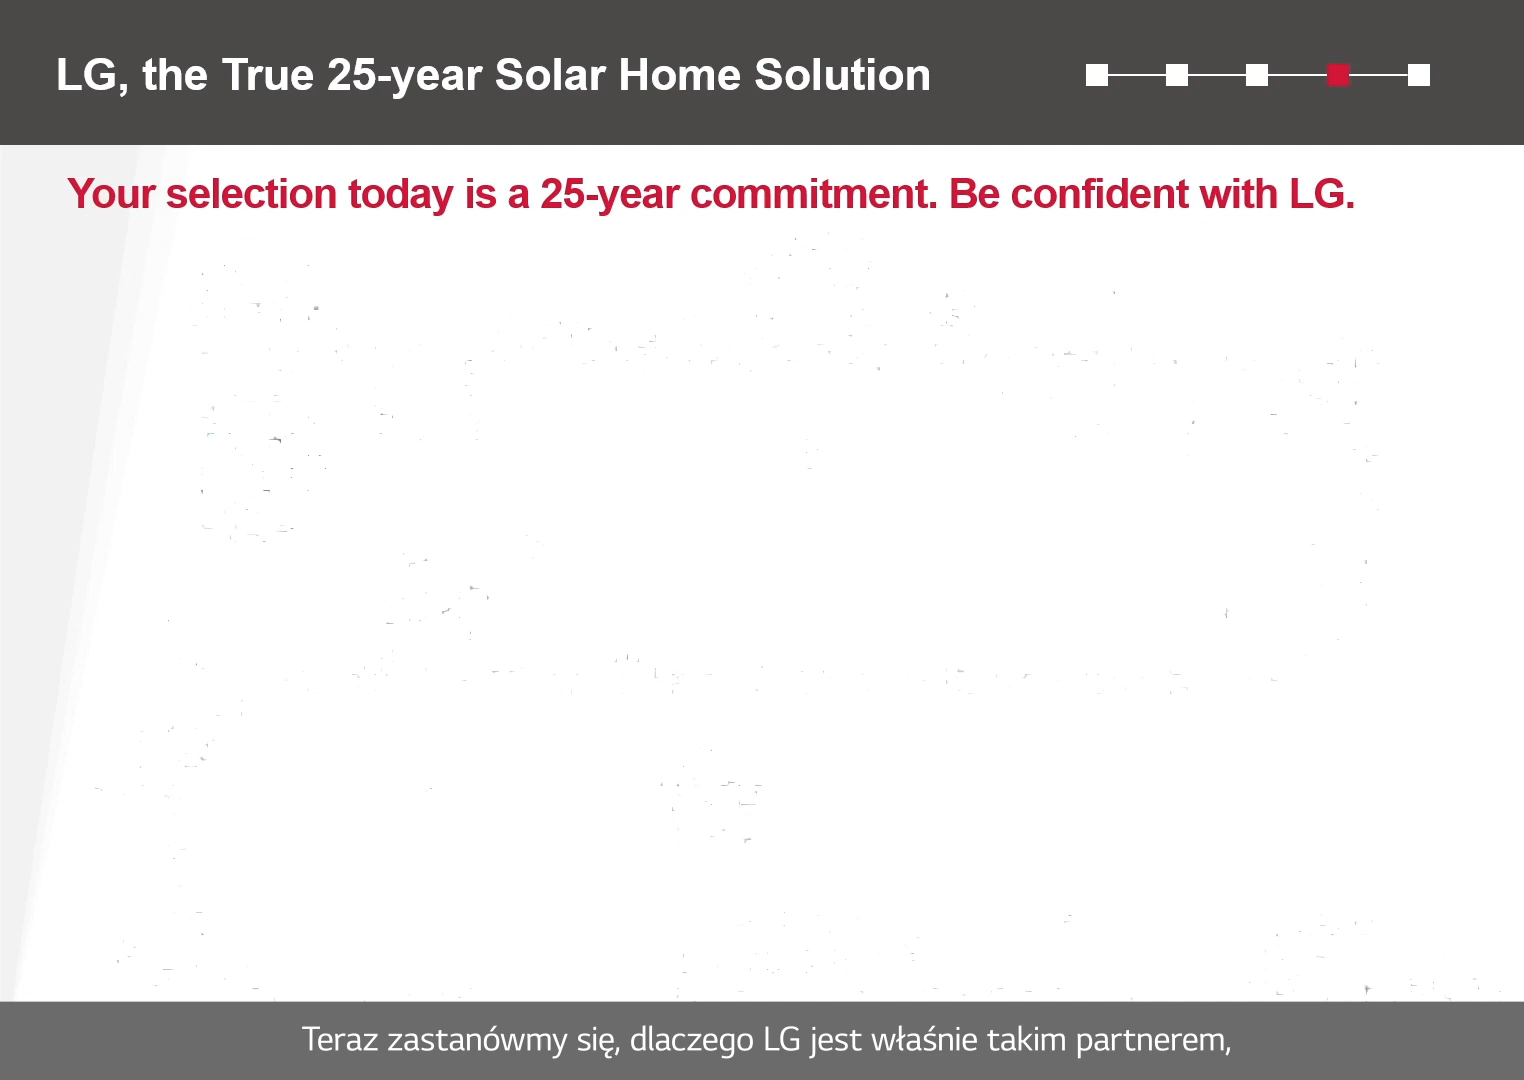 LG, the True 25-year Solar Home Solution
Your selection today is a 25-year commitment. Be confident with LG.
Teraz zastanówmy się, dlaczego LG jest właśnie takim partnerem,